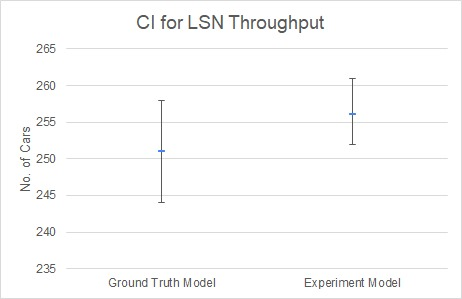 CI for LSN Throughput
265
260
255
250
245
240
235
No. of Cars
Ground Truth Model
Experiment Model